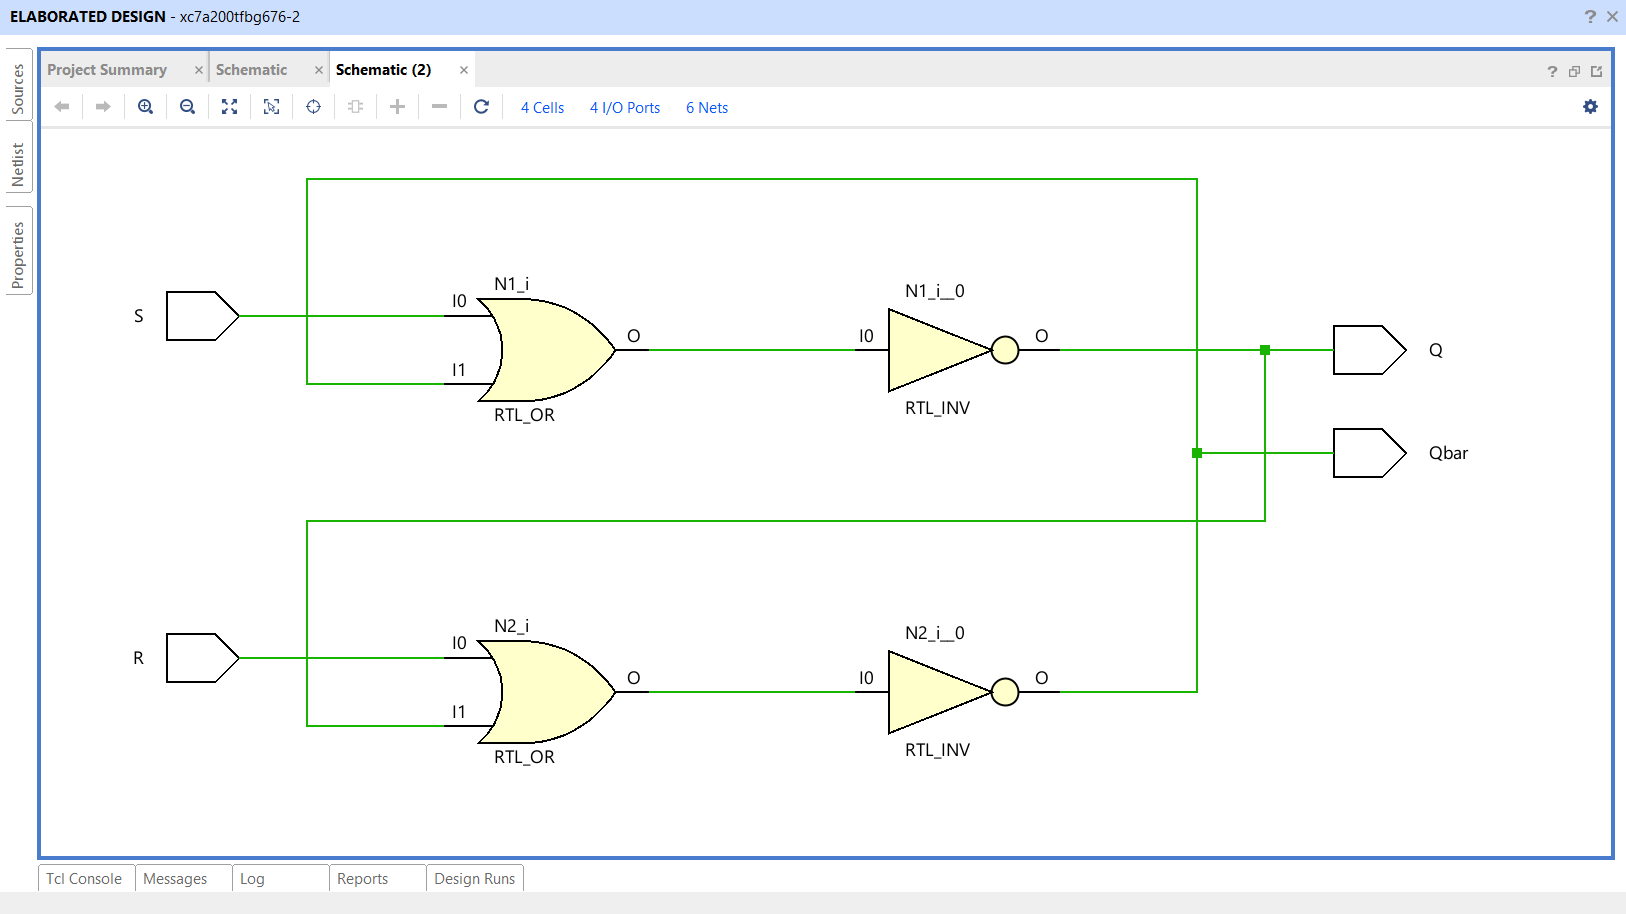 ELABORATED DESIGN - xc7a200tfbg676-2
Sources
Netlist
Properties
Project Summary
Schematic
Schematic (2)
4 Cells 4 I/O Ports 6 Nets
S
N1_i
I0
I1
O
RTL_OR
N1_i__0
I0
O
RTL_INV
Q
Qbar
R
N2_i
I0
I1
O
RTL_OR
N2_i__0
I0
O
RTL_INV
Tcl Console
Messages
Log
Reports
Design Runs